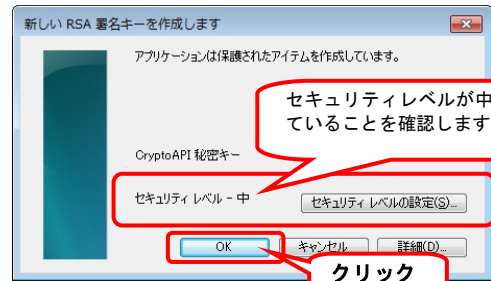 新しい RSA 署名キーを作成します
アプリケーションは保護されたアイテムを作成しています。
セキュリティレベルが中
ていることを確認します
CryptoAPI 秘密キー
セキュリティ レベル - 中
セキュリティ レベルの設定(S)...
OK
キャンセル
詳細(D)...
クリック